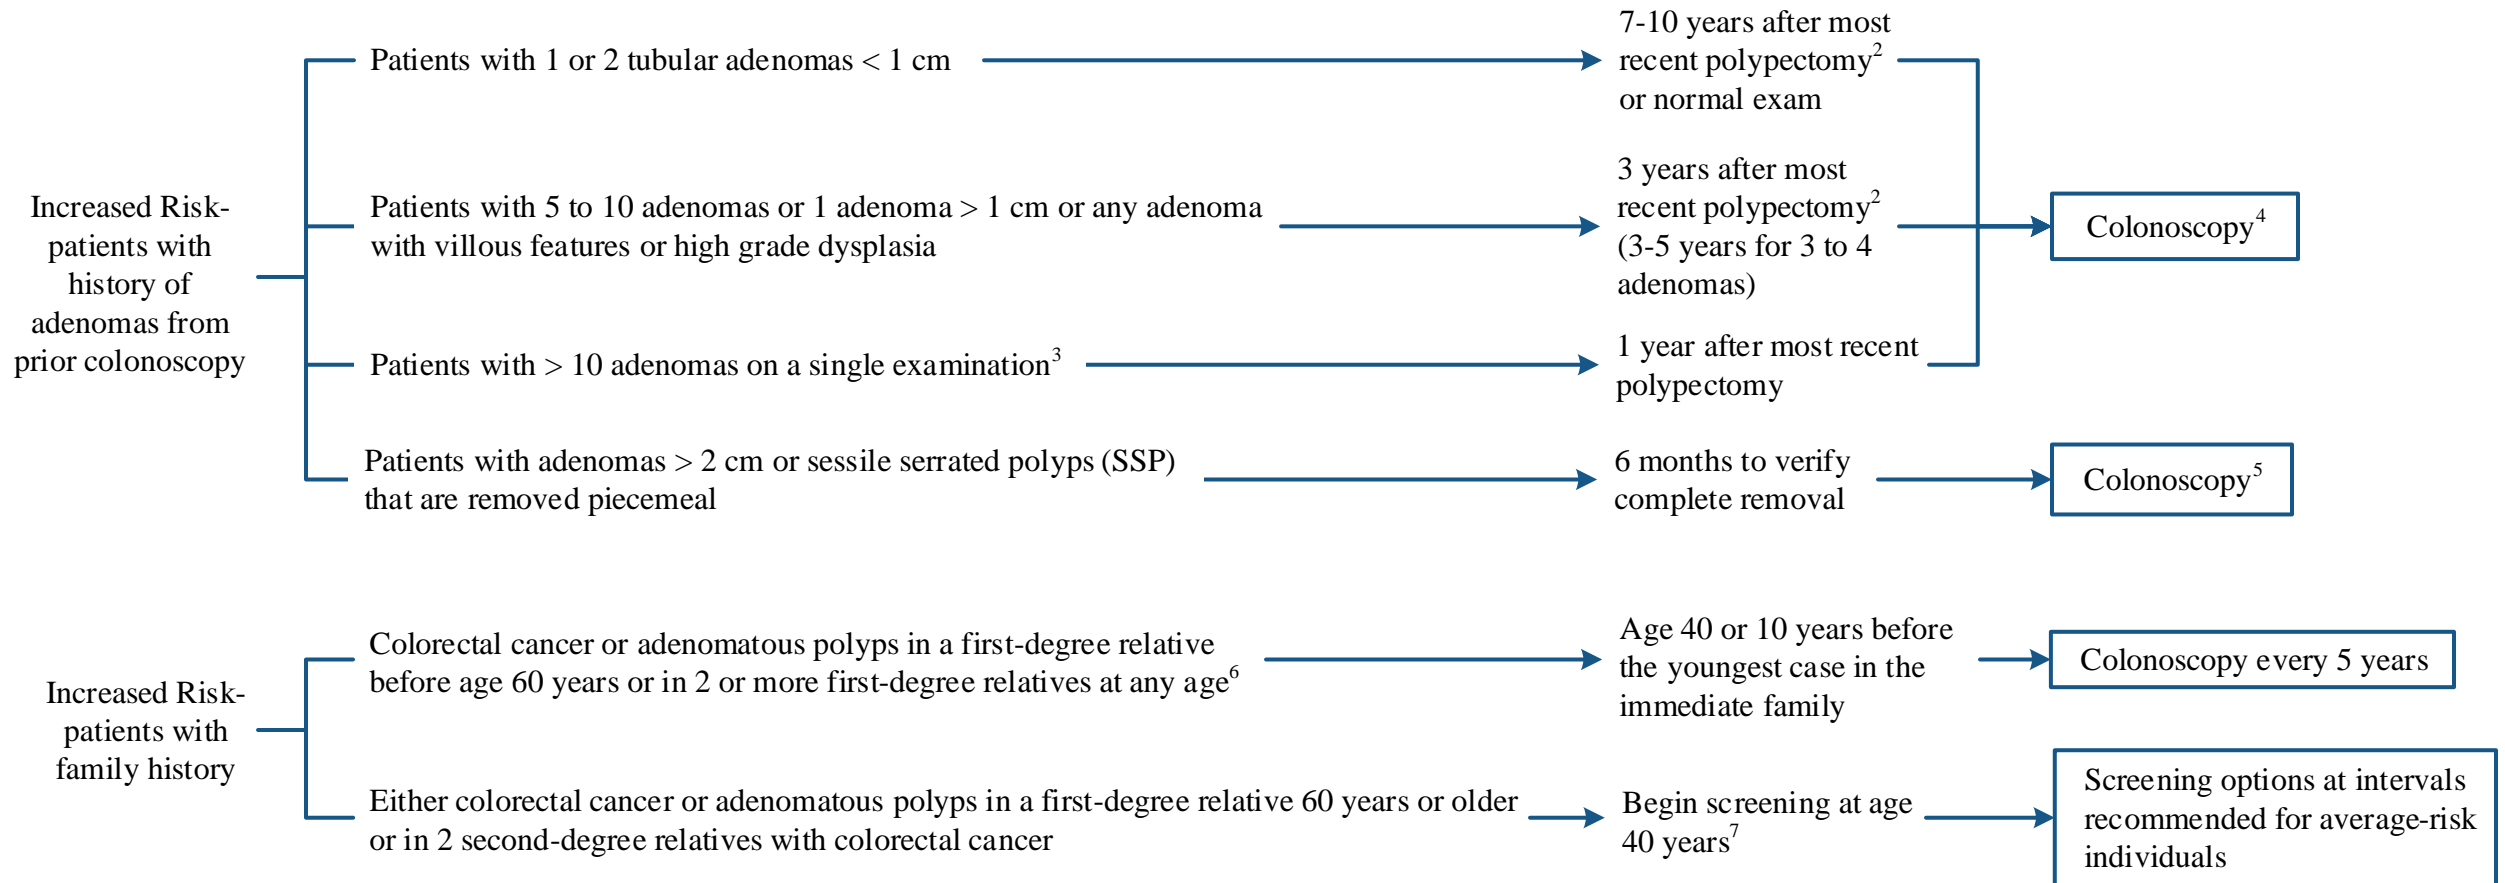 Increased Risk-
patients with
history of
adenomas from
prior colonoscopy
Patients with 1 or 2 tubular adenomas < 1 cm
7-10 years after most
recent polypectomy2
or normal exam
Patients with 5 to 10 adenomas or 1 adenoma > 1 cm or any adenoma
with villous features or high grade dysplasia
3 years after most
recent polypectomy2
(3-5 years for 3 to 4
adenomas)
Patients with > 10 adenomas on a single examination3
1 year after most recent
polypectomy
Colonoscopy4
Patients with adenomas > 2 cm or sessile serrated polyps (SSP)
that are removed piecemeal
6 months to verify
complete removal
Colonoscopy5
Increased Risk-
patients with
family history
Colorectal cancer or adenomatous polyps in a first-degree relative
before age 60 years or in 2 or more first-degree relatives at any age6
Age 40 or 10 years before
the youngest case in the
immediate family
Colonoscopy every 5 years
Either colorectal cancer or adenomatous polyps in a first-degree relative 60 years or older
or in 2 second-degree relatives with colorectal cancer
Begin screening at age
40 years7
Screening options at intervals
recommended for average-risk
individuals